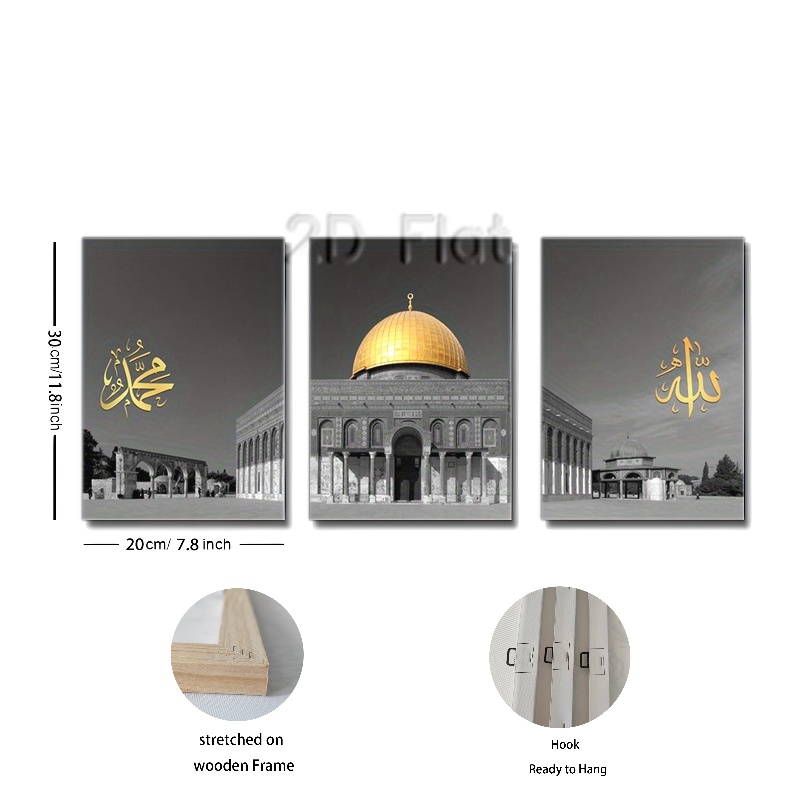 2D Flat
محمد
الله
30cm/11.8inch
20cm/ 7.8 inch
stretched on
wooden Frame
Hook
Ready to Hang